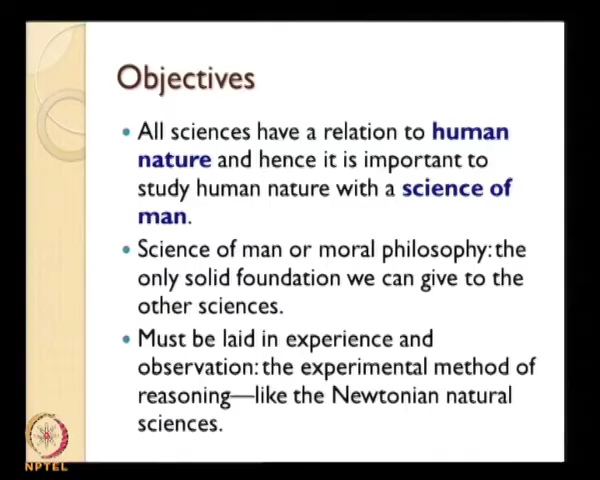 Objectives
• All sciences have a relation to human
nature and hence it is important to
study human nature with a science of
man.
• Science of man or moral philosophy: the
only solid foundation we can give to the
other sciences.
• Must be laid in experience and
observation: the experimental method of
reasoning—like the Newtonian natural
sciences.
NPTEL